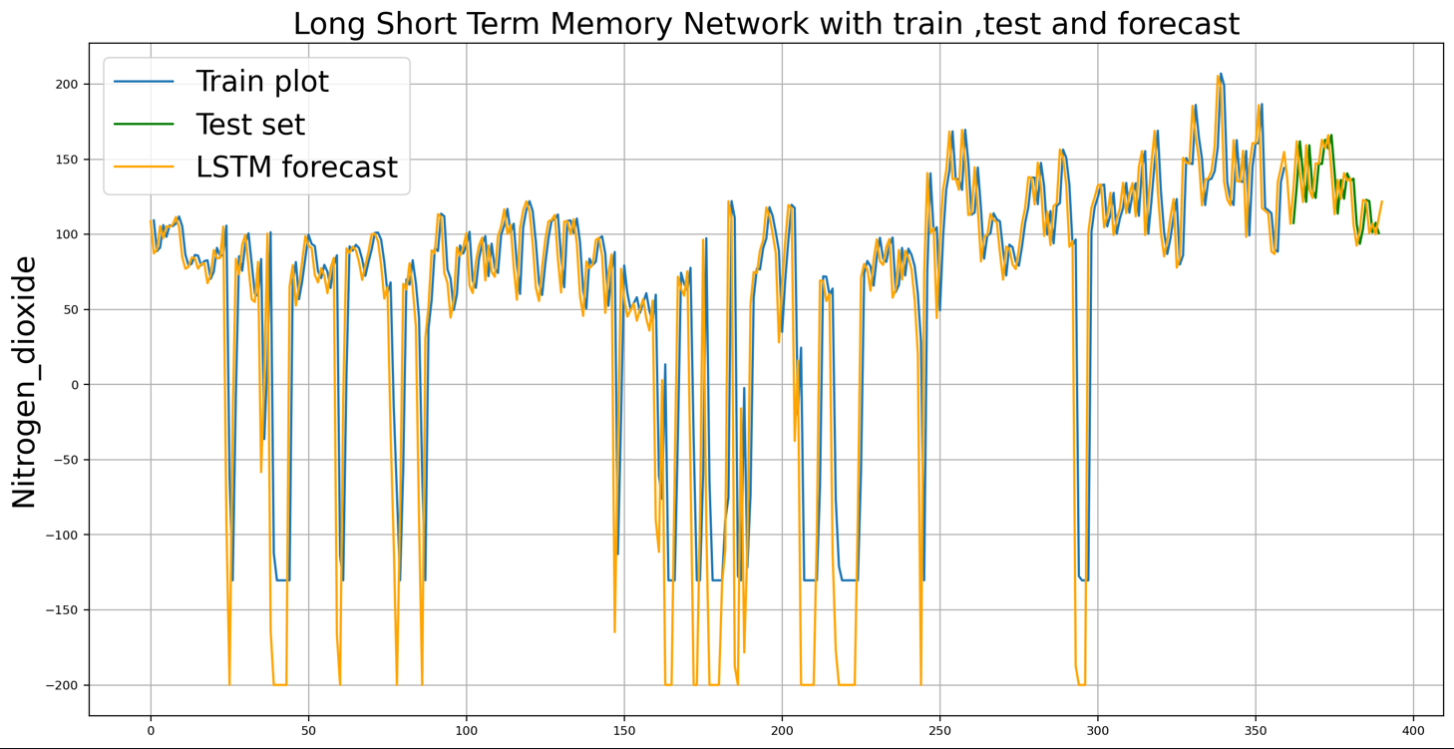 Long Short Term Memory Network with train ,test and forecast
Train plot
Test set
LSTM forecast
Nitrogen_dioxide
200
150
100
50
0
−50
−100
−150
−200
0 50 100 150 200 250 300 350 400